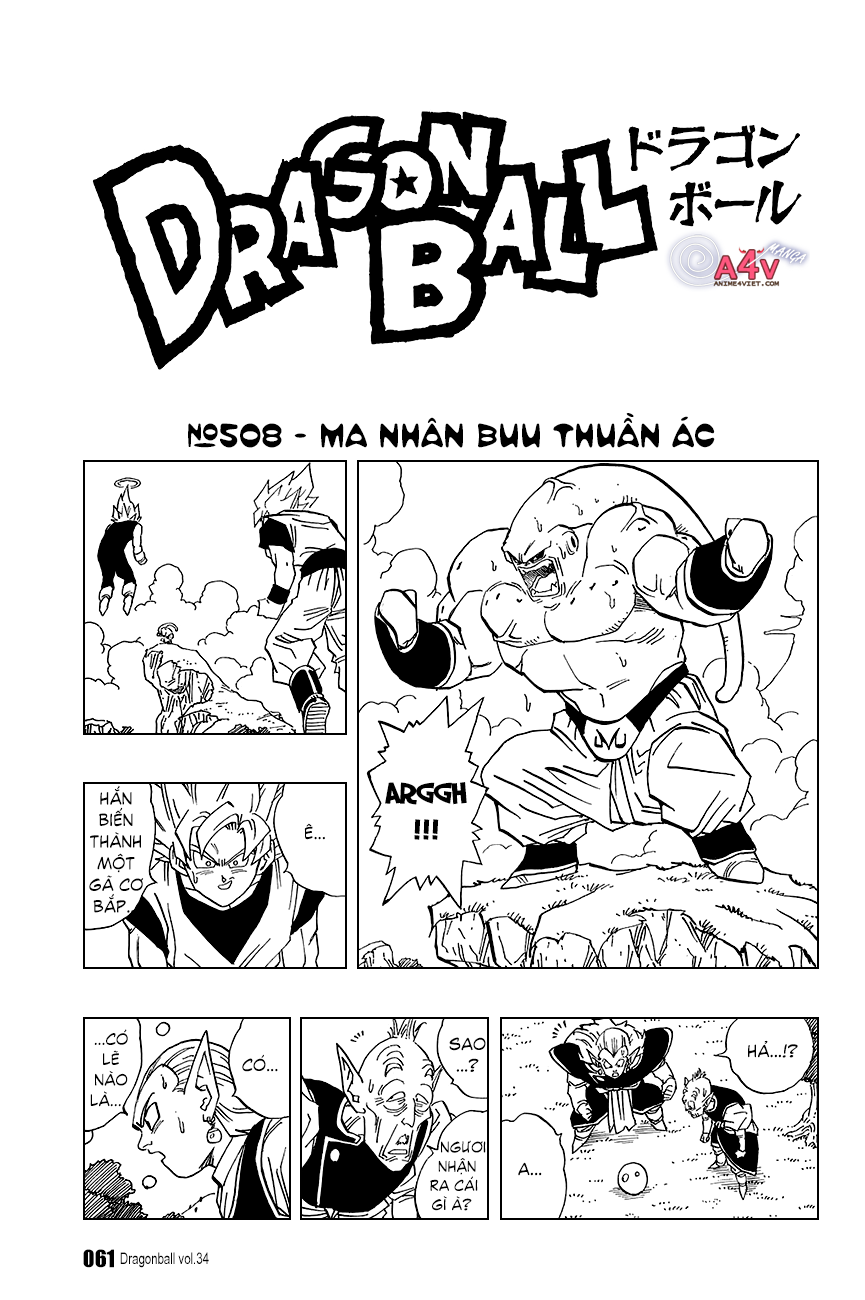 DRAGON
BALL
ドラゴン
ボール
A4V
MANGA
ANIME4VIET.COM
№508 - MA NHÂN BUU THUẦN ÁC
ARGGH
!!!
Ê...
HẮN
BIẾN
THÀNH
MỘT
GÃ CƠ
BẮP.
...CÓ
LẼ
NÀO
LÀ...
CÓ...
SAO
...?
NGƯƠI
NHẬN
RA CÁI
GÌ À?
HẢ...!?
A...
061 Dragonball vol.34